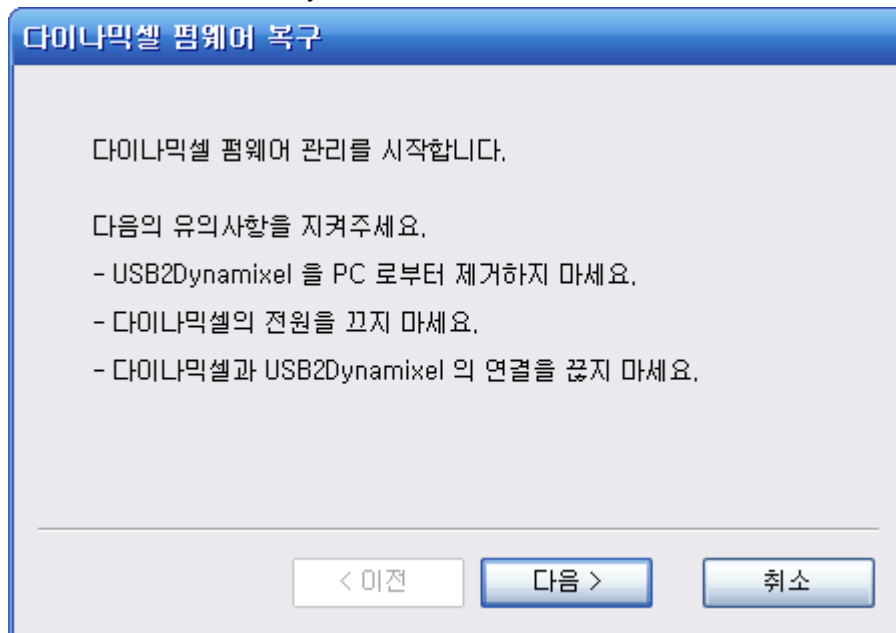 다이나믹셀 펌웨어 복구
다이나믹셀 펌웨어 관리를 시작합니다.
다음의 유의사항을 지켜주세요.
- USB2Dynamixel 을 PC 로부터 제거하지 마세요.
- 다이나믹셀의 전원을 끄지 마세요.
- 다이나믹셀과 USB2Dynamixel 의 연결을 끊지 마세요.
< 이전 다음 > 취소